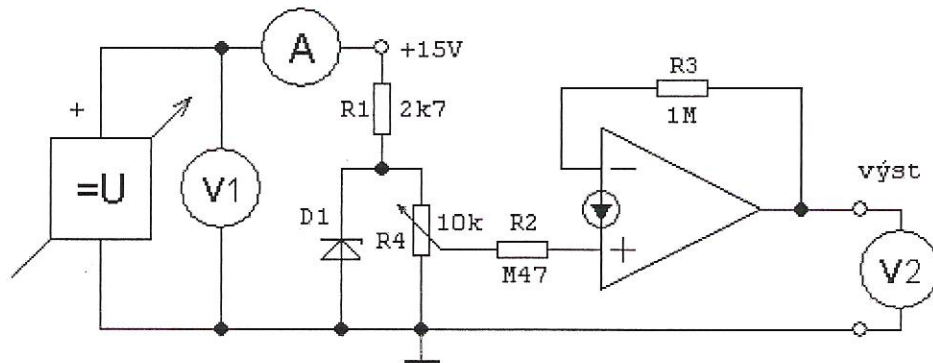 A
+15V
R3
1M
+
R1
2k7
=U
V1
−
výst
D1
10k
R4
R2
M47
+
V2